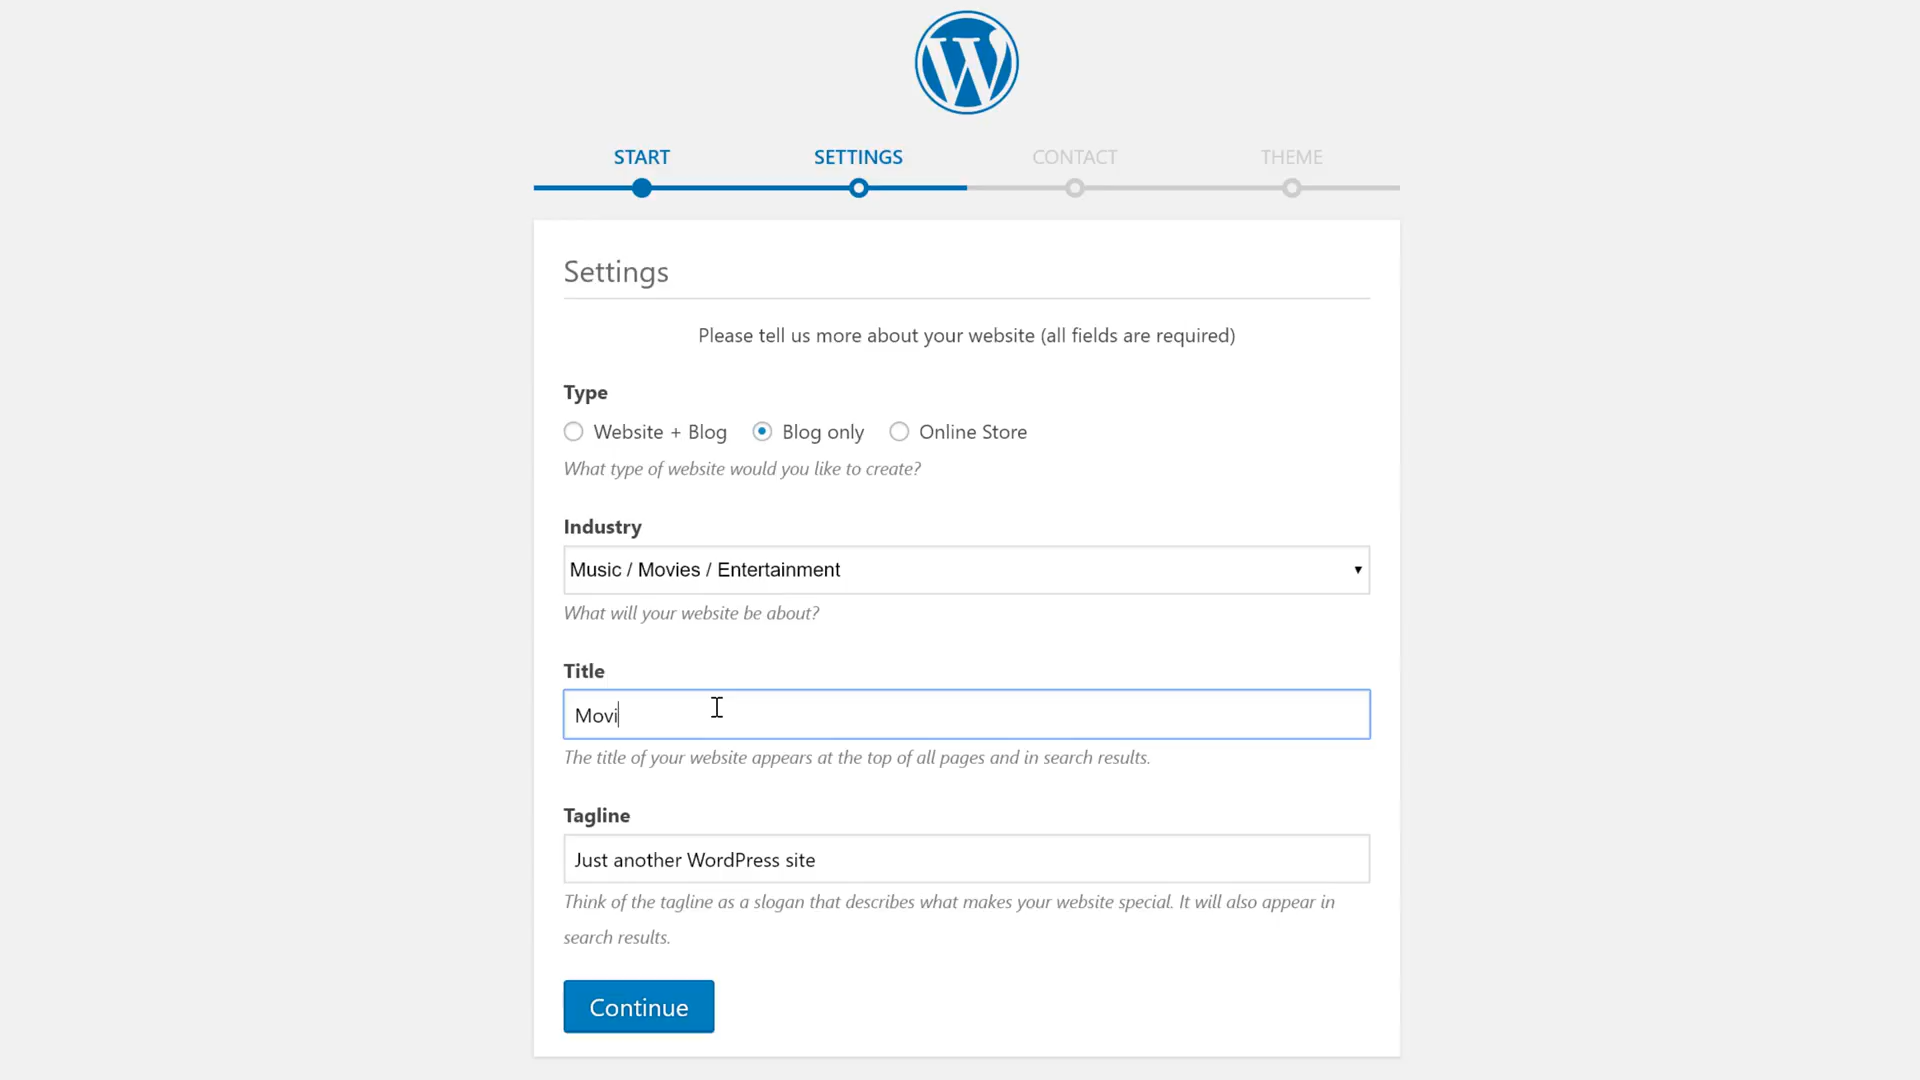 W
START SETTINGS CONTACT THEME
Settings
Please tell us more about your website (all fields are required)
Type
Website + Blog Blog only Online Store
What type of website would you like to create?
Industry
Music / Movies / Entertainment
What will your website be about?
Title
Movi
The title of your website appears at the top of all pages and in search results.
Tagline
Just another WordPress site
Think of the tagline as a slogan that describes what makes your website special. It will also appear in
search results.
Continue